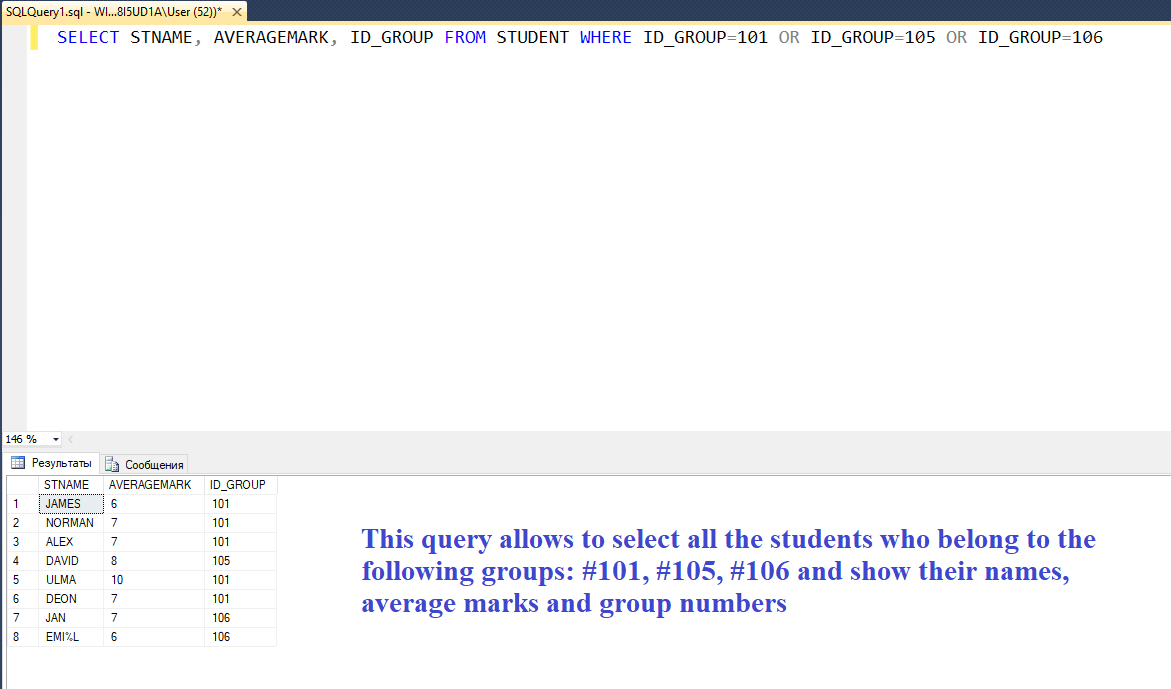 SQLQuery1.sql - WI...8I5UD1A\User (52))* ×
SELECT STNAME, AVERAGEMARK, ID_GROUP FROM STUDENT WHERE ID_GROUP=101 OR ID_GROUP=105 OR ID_GROUP=106
146 %
Результаты Сообщения
STNAME AVERAGEMARK ID_GROUP
1 JAMES 6 101
2 NORMAN 7 101
3 ALEX 7 101
4 DAVID 8 105
5 ULMA 10 101
6 DEON 7 101
7 JAN 7 106
8 EMI%L 6 106
This query allows to select all the students who belong to the
following groups: #101, #105, #106 and show their names,
average marks and group numbers